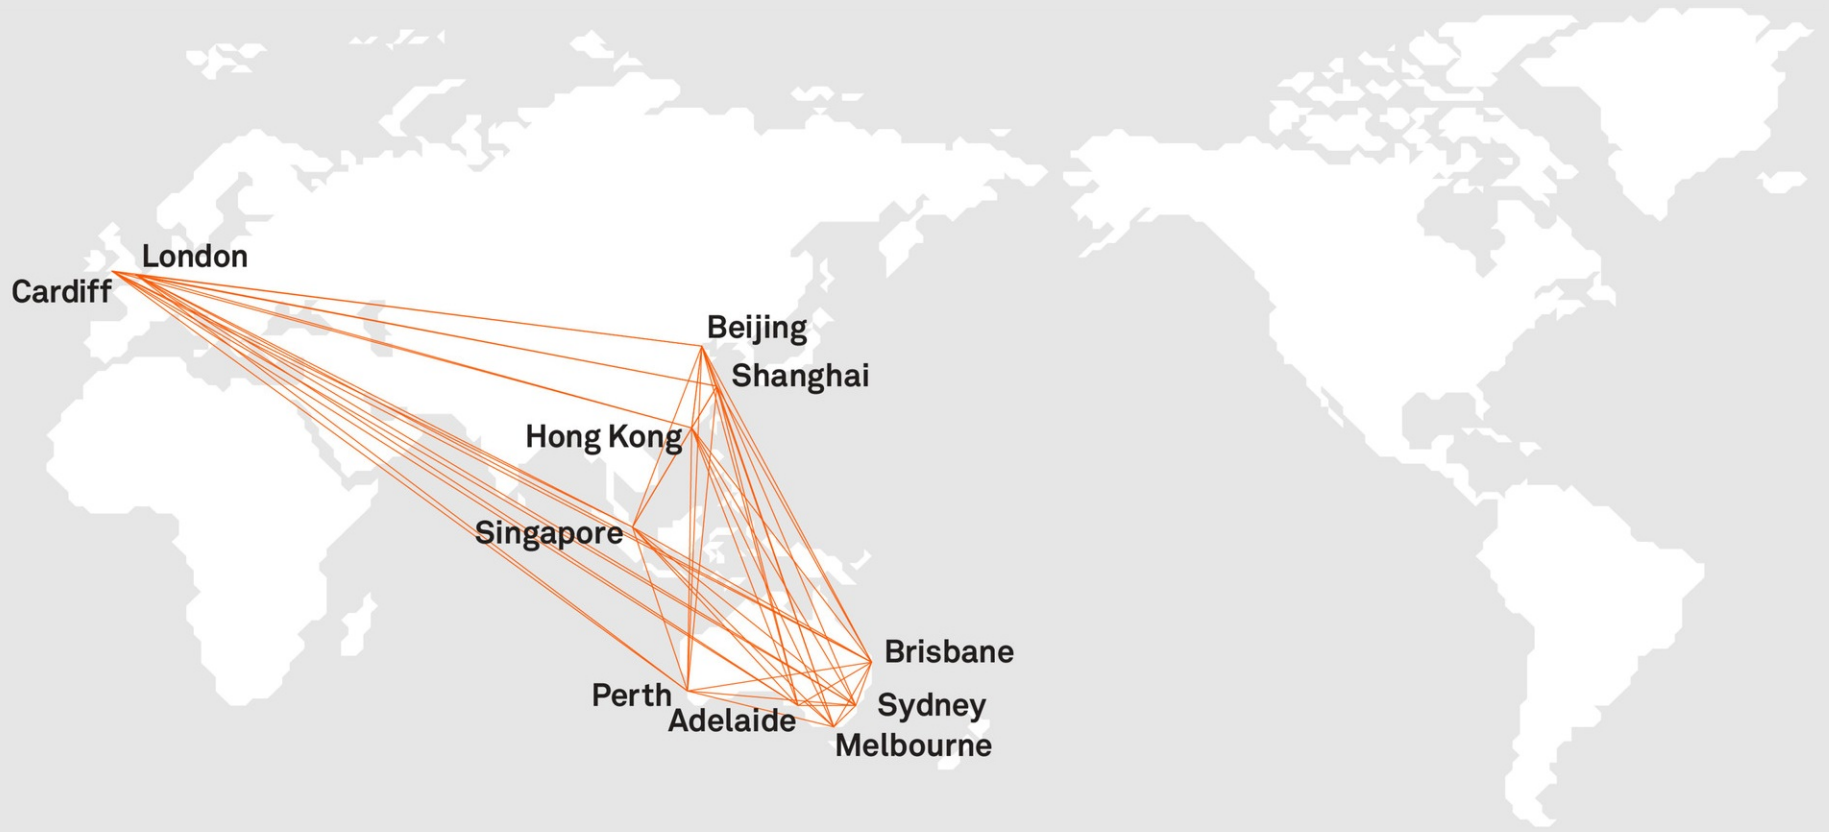 London
Cardiff
Beijing
Shanghai
Hong Kong
Singapore
Brisbane
Perth
Sydney
Adelaide
Melbourne